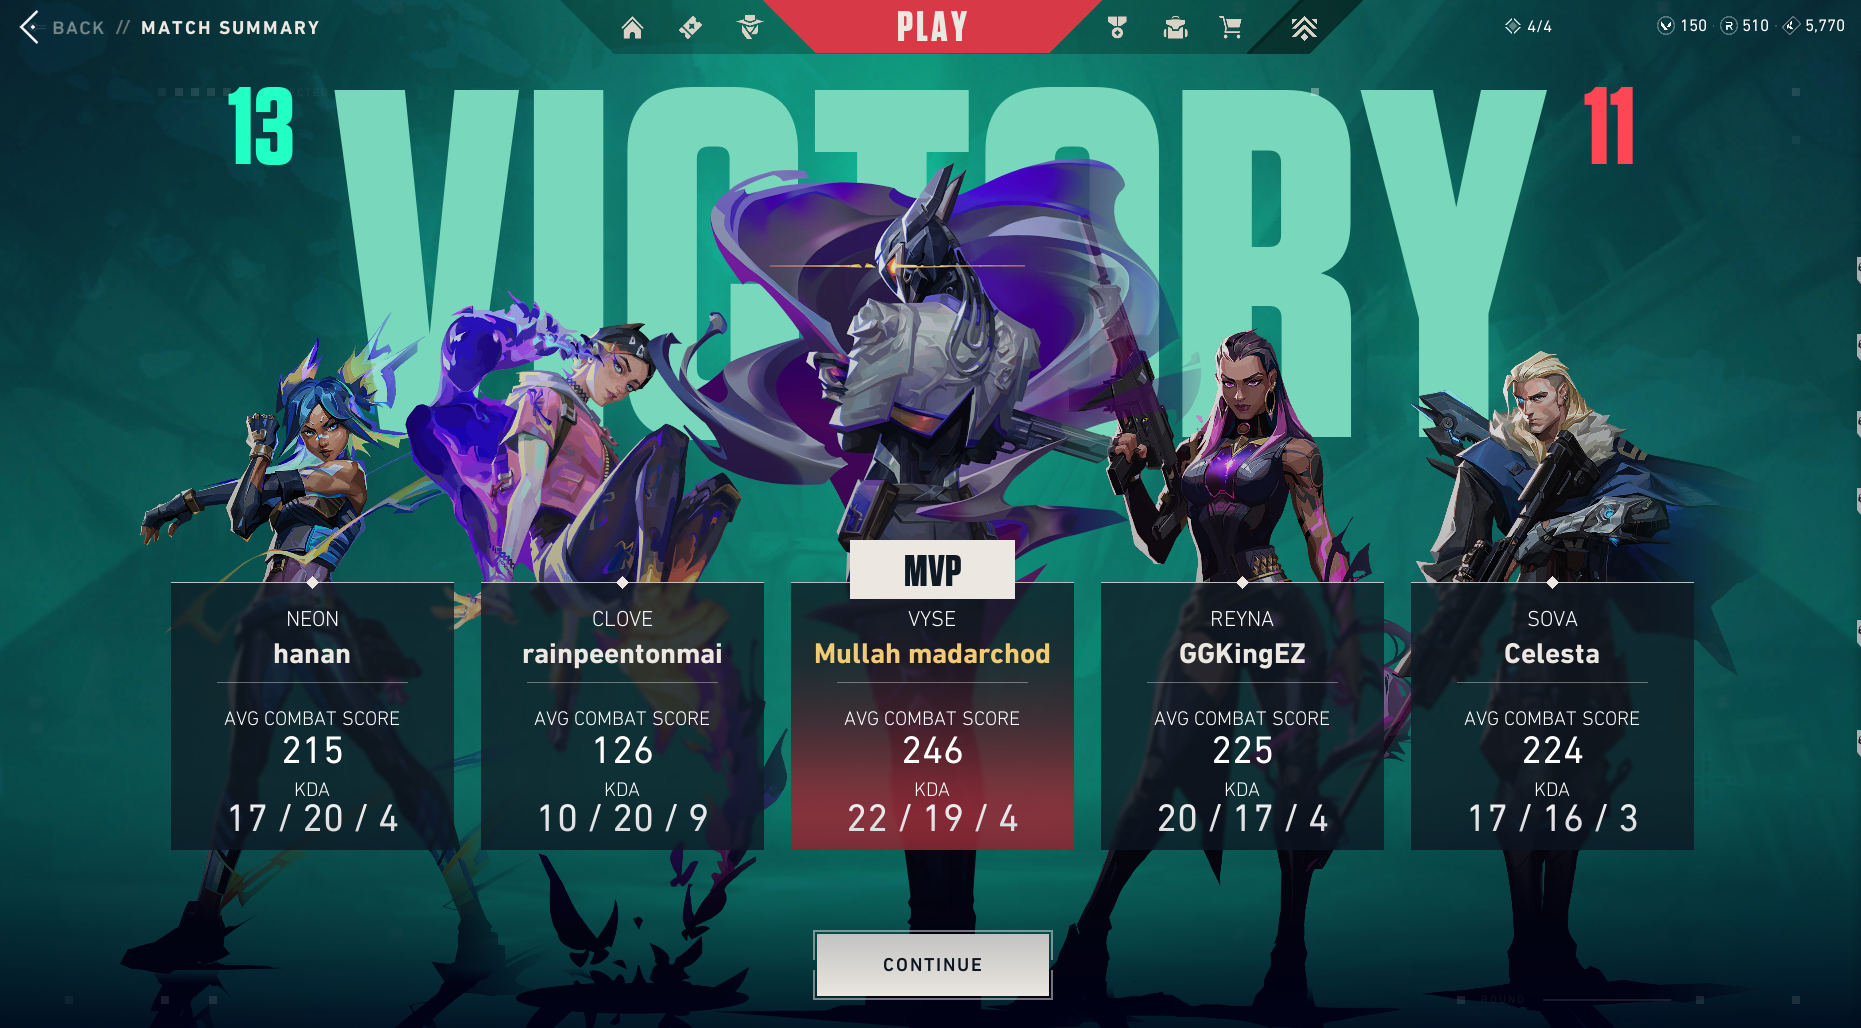 BACK // MATCH SUMMARY
PLAY
4/4
150
510
5,770
13
VICTORY
11
MVP
NEON
hanan
AVG COMBAT SCORE
215
KDA
17 / 20 / 4
CLOVE
rainpeentonmai
AVG COMBAT SCORE
126
KDA
10 / 20 / 9
VYSE
Mullah madarchod
AVG COMBAT SCORE
246
KDA
22 / 19 / 4
REYNA
GGKingEZ
AVG COMBAT SCORE
225
KDA
20 / 17 / 4
SOVA
Celesta
AVG COMBAT SCORE
224
KDA
17 / 16 / 3
CONTINUE
ROUND